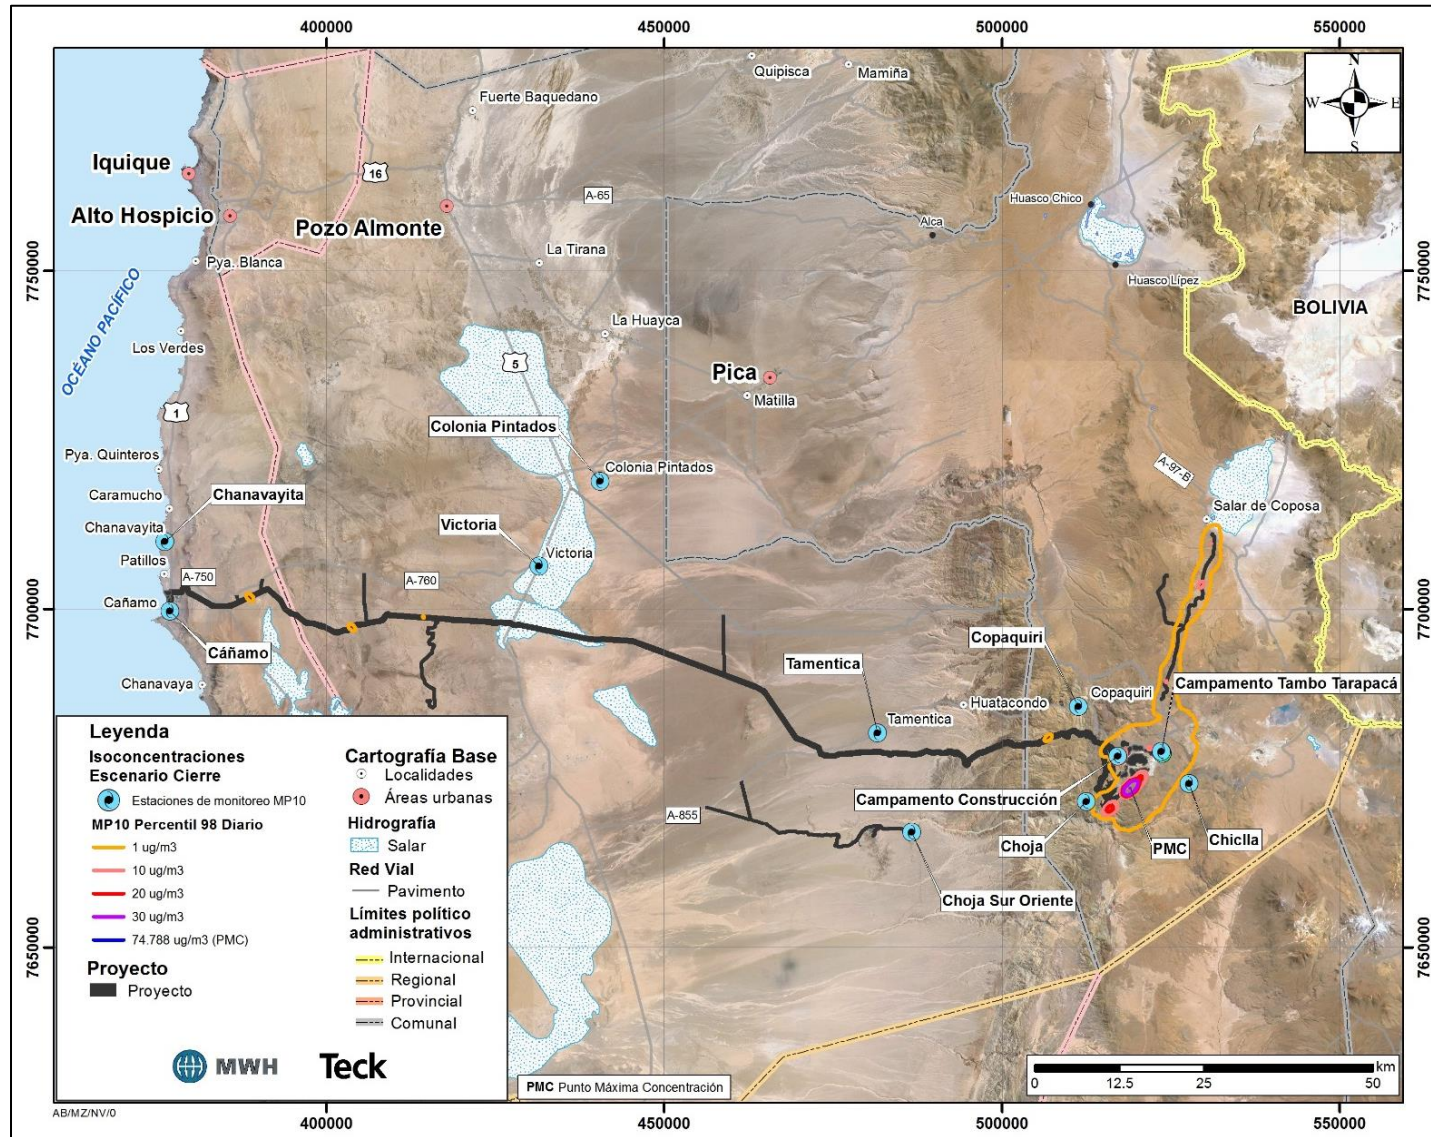 400000
450000
500000
550000
N
W
E
S
Quipisca
Mamiña
Fuerte Baquedano
Iquique
16
A-65
Huasco Chico
Alto Hospicio
Pozo Almonte
Alca
La Tirana
Pya. Blanca
7750000
7750000
Huasco Lípez
OCÉANO PACÍFICO
BOLIVIA
La Huayca
Los Verdes
5
Pica
Matilla
1
Colonia Pintados
Pya. Quinteros
Colonia Pintados
A-97-B
Caramucho
Chanavayita
Salar de Coposa
Chanavayita
Victoria
Victoria
Patillos
A-750
A-760
Cañamo
7700000
7700000
Copaquiri
Cáñamo
Tamentica
Chanavaya
Campamento Tambo Tarapacá
Copaquiri
Huatacondo
Tamentica
Leyenda
Isoconcentraciones
Escenario Cierre
Estaciones de monitoreo MP10
MP10 Percentil 98 Diario
1 ug/m3
10 ug/m3
20 ug/m3
30 ug/m3
74.788 ug/m3 (PMC)
Proyecto
Proyecto
Cartografía Base
Localidades
Áreas urbanas
Hidrografía
Salar
Red Vial
Pavimento
Límites político
administrativos
Internacional
Regional
Provincial
Comunal
MWH
Teck
Campamento Construcción
A-855
Choja
PMC
Chiclla
Choja Sur Oriente
7650000
7650000
PMC Punto Máxima Concentración
km
0
12.5
25
50
AB/MZ/NV/0
400000
450000
500000
550000